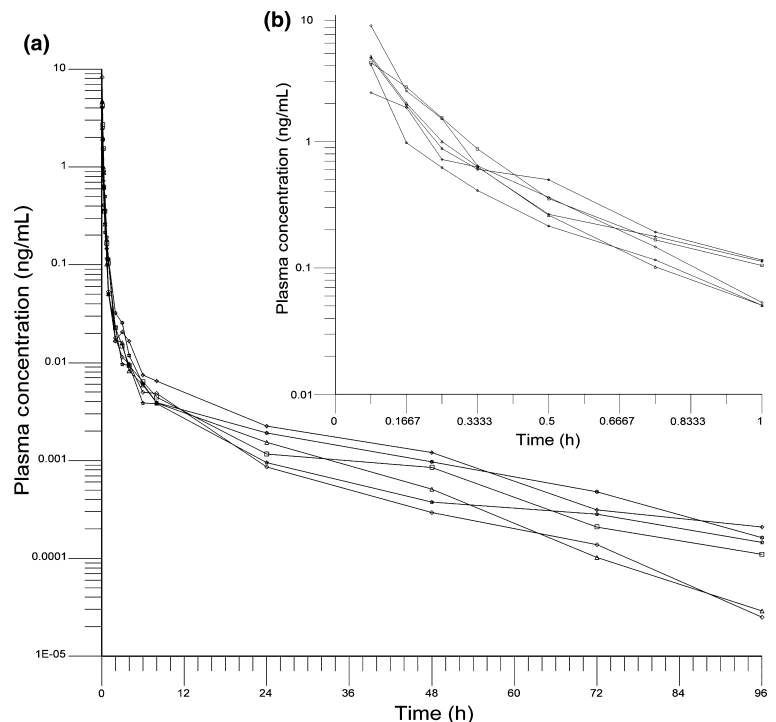 (a)
Plasma concentration (ng/mL)
10
1
0.1
0.01
0.001
0.0001
1E-05
0 12 24 36 48 60 72 84 96
Time (h)
(b)
Plasma concentration (ng/mL)
10
1
0.1
0.01
0 0.1667 0.3333 0.5 0.6667 0.8333 1
Time (h)